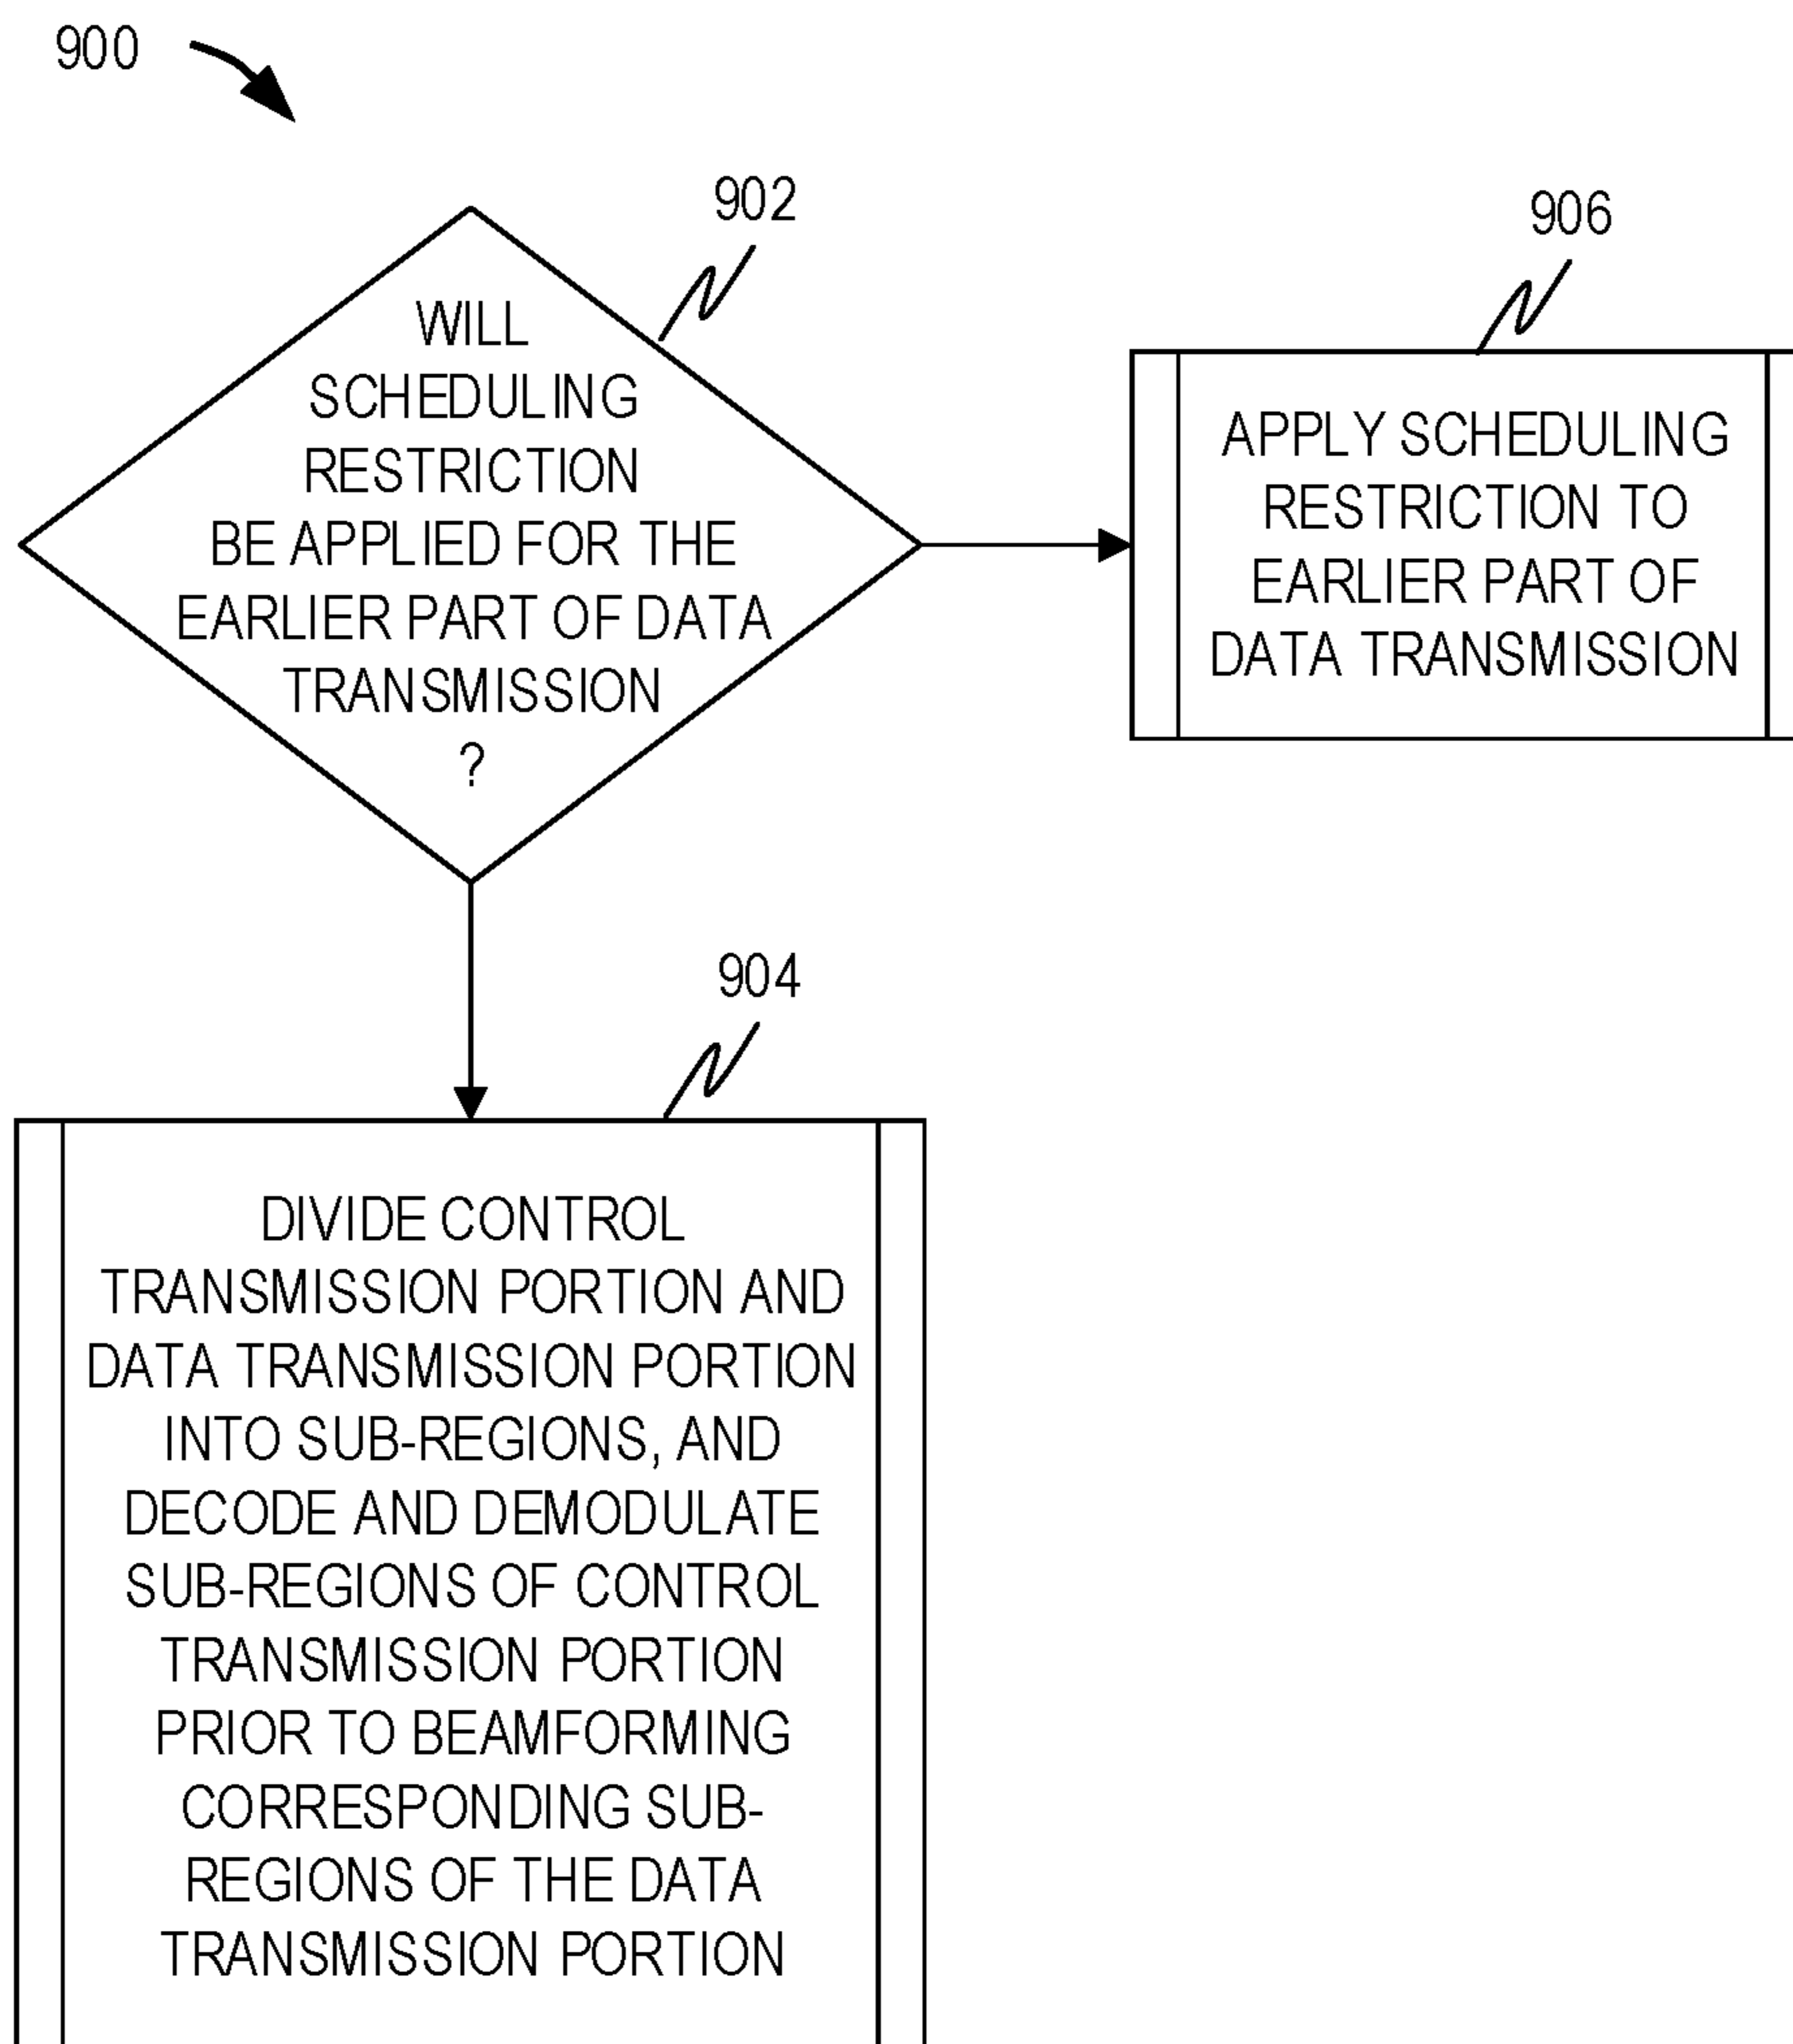 900
902
WILL
SCHEDULING
RESTRICTION
BE APPLIED FOR THE
EARLIER PART OF DATA
TRANSMISSION
?
906
APPLY SCHEDULING
RESTRICTION TO
EARLIER PART OF
DATA TRANSMISSION
904
DIVIDE CONTROL
TRANSMISSION PORTION AND
DATA TRANSMISSION PORTION
INTO SUB-REGIONS, AND
DECODE AND DEMODULATE
SUB-REGIONS OF CONTROL
TRANSMISSION PORTION
PRIOR TO BEAMFORMING
CORRESPONDING SUB-
REGIONS OF THE DATA
TRANSMISSION PORTION